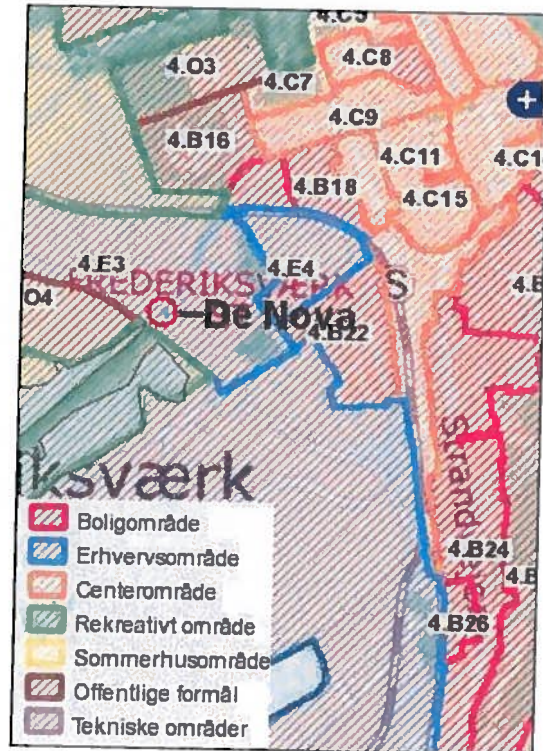 4.C8
4.O3
4.C7
4.C9
4.B16
4.C11
4.B18
4.C15
4.E3
4.E4
FREDERIKSVÆRK
S
O4
De Nova
4.B22
ksværk
Strand
Boligområde
Erhvervsområde
Centerområde
Rekreativt område
Sommerhusområde
Offentlige formål
Tekniske områder
4.B24
4.B26